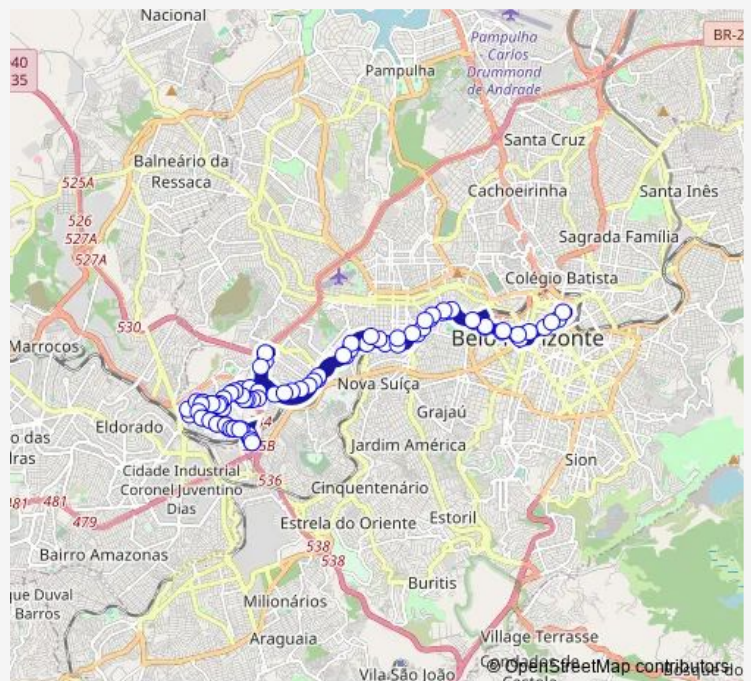 Nacional
Pampulha
- Carlos
Drummond
de Andrade
BR-2
40
35
Pampulha
Santa Cruz
Balneário da
Ressaca
525A
Cachoeirinha
Santa Inês
526
527A
527A
Sagrada Família
Colégio Batista
530
Marrocos
Nova Suíça
Grajaú
Eldorado
o das
Jardim América
Sion
Cidade Industrial
Coronel Juventino
Dias
536
Cinquentenário
481
481
479
Estrela do Oriente
Estoril
538
538
Bairro Amazonas
Buritis
que Duval
Barros
Milionários
Araguaia
Village Terrasse
Vila São João
© OpenStreetMap contributors